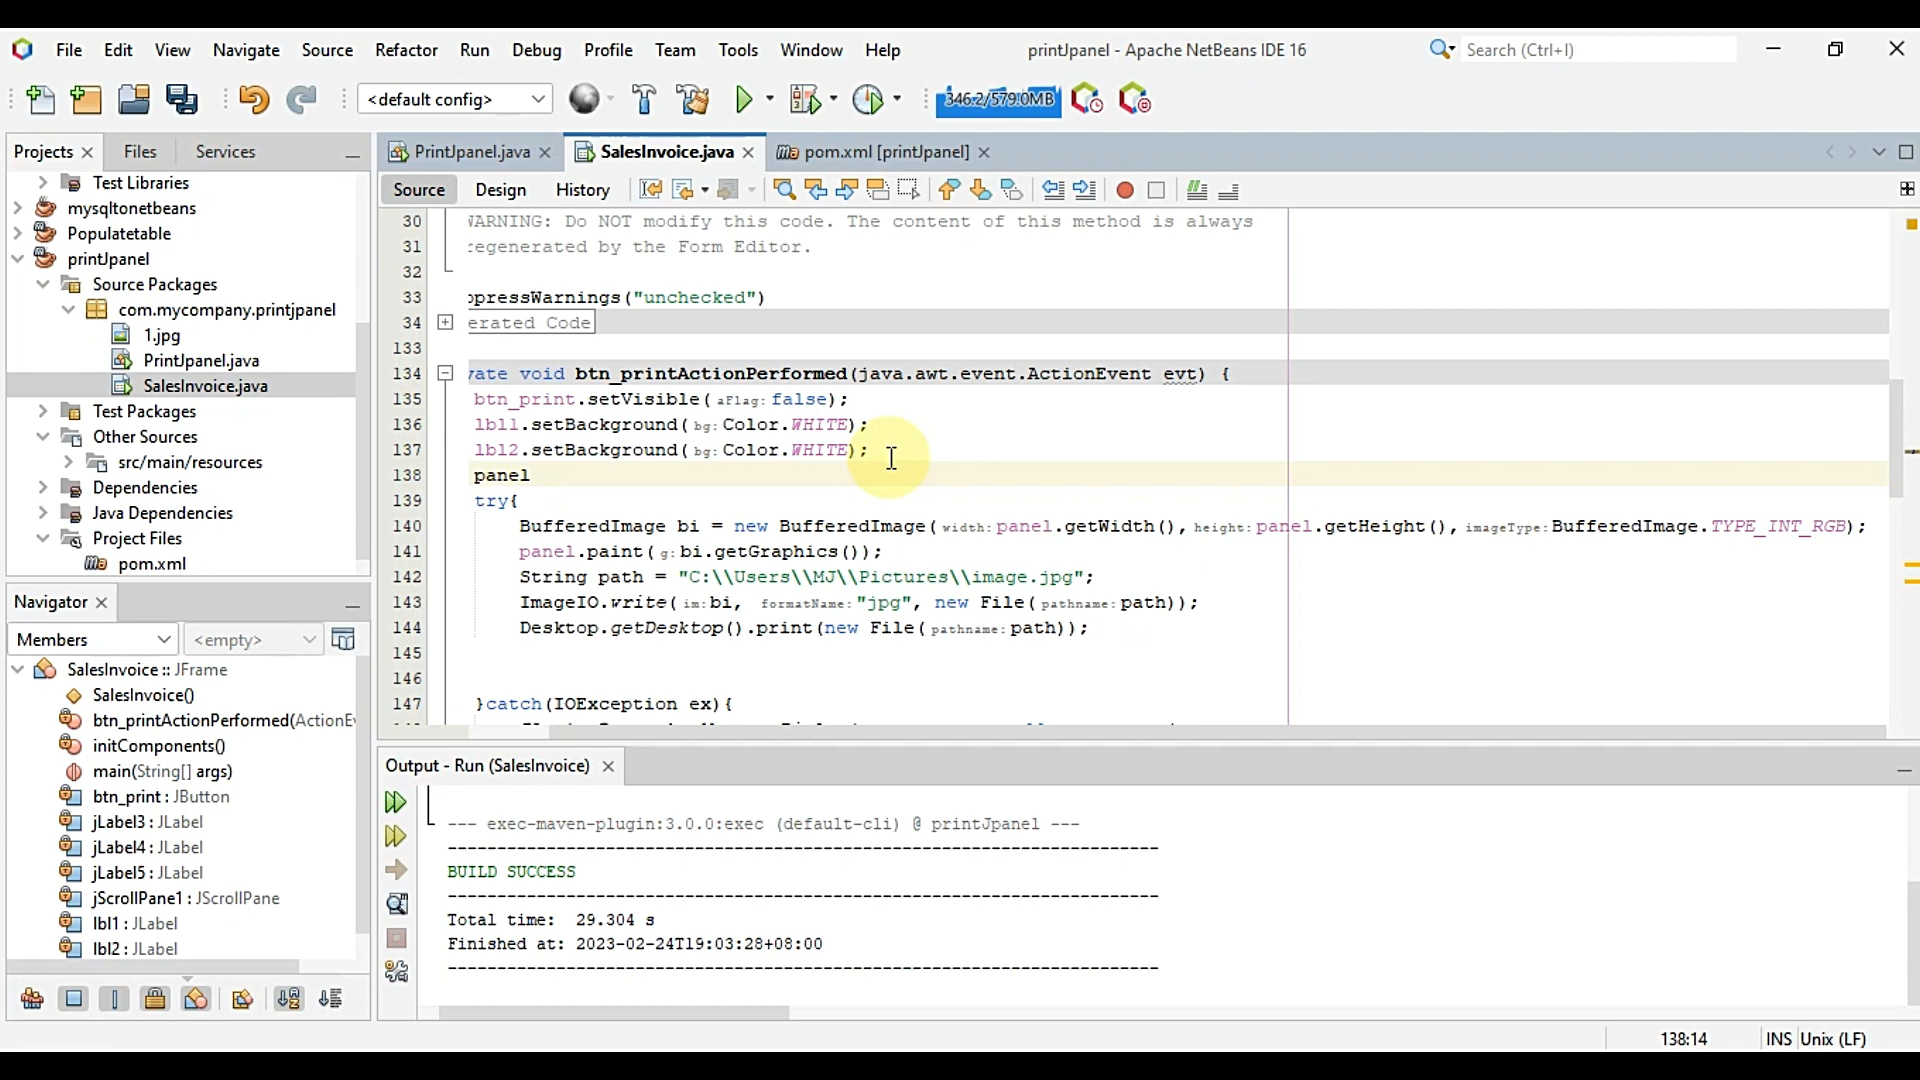 File Edit View Navigate Source Refactor Run Debug Profile Team Tools Window Help
printJpanel - Apache NetBeans IDE 16
Search (Ctrl+I)
<default config>
346.2/579.0MB
Projects
Files
Services
Test Libraries
mysqltonetbeans
Populatetable
printJpanel
Source Packages
com.mycompany.printjpanel
1.jpg
PrintJpanel.java
SalesInvoice.java
Test Packages
Other Sources
src/main/resources
Dependencies
Java Dependencies
Project Files
pom.xml
Navigator
Members
<empty>
SalesInvoice :: JFrame
SalesInvoice()
btn_printActionPerformed(ActionEv
initComponents()
main(String[] args)
btn_print : JButton
jLabel3 : JLabel
jLabel4 : JLabel
jLabel5 : JLabel
jScrollPane1 : JScrollPane
lbl1 : JLabel
lbl2 : JLabel
PrintJpanel.java
SalesInvoice.java
pom.xml [printJpanel]
Source Design History
30 WARNING: Do NOT modify this code. The content of this method is always
31 regenerated by the Form Editor.
32
33 ppressWarnings("unchecked")
34 erated Code
133
134 vate void btn_printActionPerformed(java.awt.event.ActionEvent evt) {
135 btn_print.setVisible( aFlag: false);
136 lbl1.setBackground( bg: Color.WHITE);
137 lbl2.setBackground( bg: Color.WHITE);
138 panel
139 try{
140 BufferedImage bi = new BufferedImage( width: panel.getWidth(), height: panel.getHeight(), imageType: BufferedImage.TYPE_INT_RGB);
141 panel.paint( g: bi.getGraphics());
142 String path = "C:\\Users\\MJ\\Pictures\\image.jpg";
143 ImageIO.write( im: bi, formatName: "jpg", new File( pathname: path));
144 Desktop.getDesktop().print(new File( pathname: path));
145
146
147 }catch(IOException ex){
Output - Run (SalesInvoice)
--- exec-maven-plugin:3.0.0:exec (default-cli) @ printJpanel ---
------------------------------------------------------------------------
BUILD SUCCESS
------------------------------------------------------------------------
Total time:  29.304 s
Finished at: 2023-02-24T19:03:28+08:00
------------------------------------------------------------------------
138:14
INS
Unix (LF)